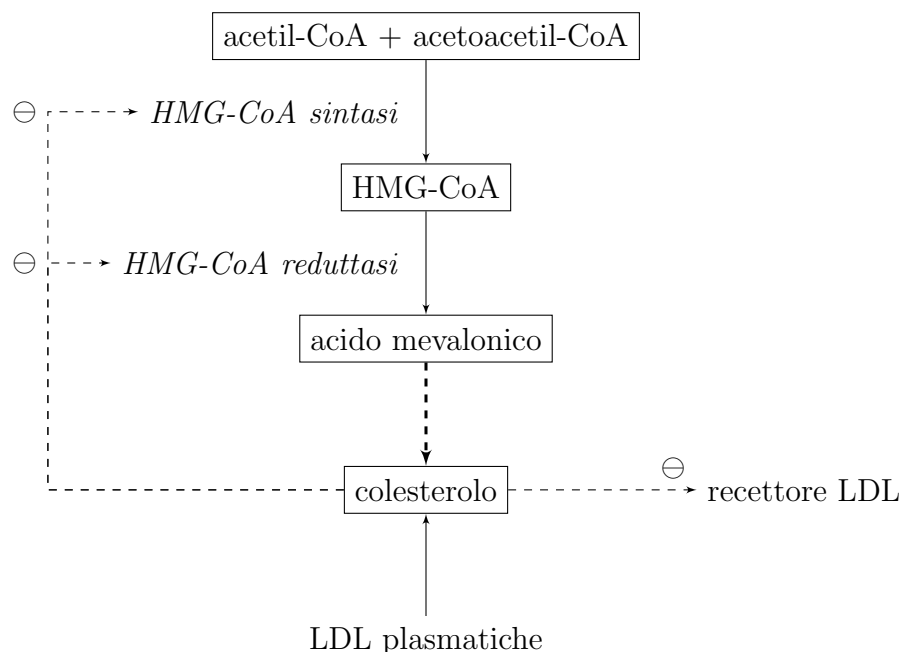 acetil-CoA + acetoacetil-CoA
⊖ HMG-CoA sintasi
HMG-CoA
⊖ HMG-CoA reduttasi
acido mevalonico
⊖
colesterolo
recettore LDL
LDL plasmatiche